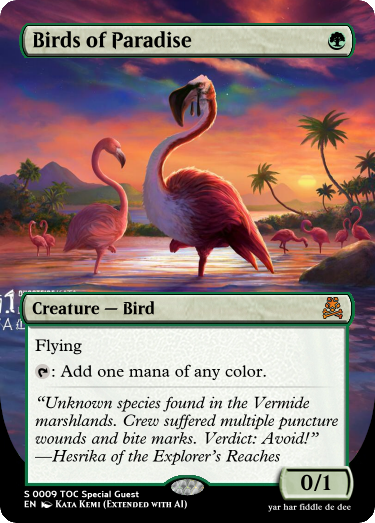 Birds of Paradise
Creature — Bird
Flying
: Add one mana of any color.
“Unknown species found in the Vermide
marshlands. Crew suffered multiple puncture
wounds and bite marks. Verdict: Avoid!”
—Hesrika of the Explorer's Reaches
0/1
S 0009 TOC Special Guest
EN Kata Kemi (Extended with AI)
yar har fiddle de dee